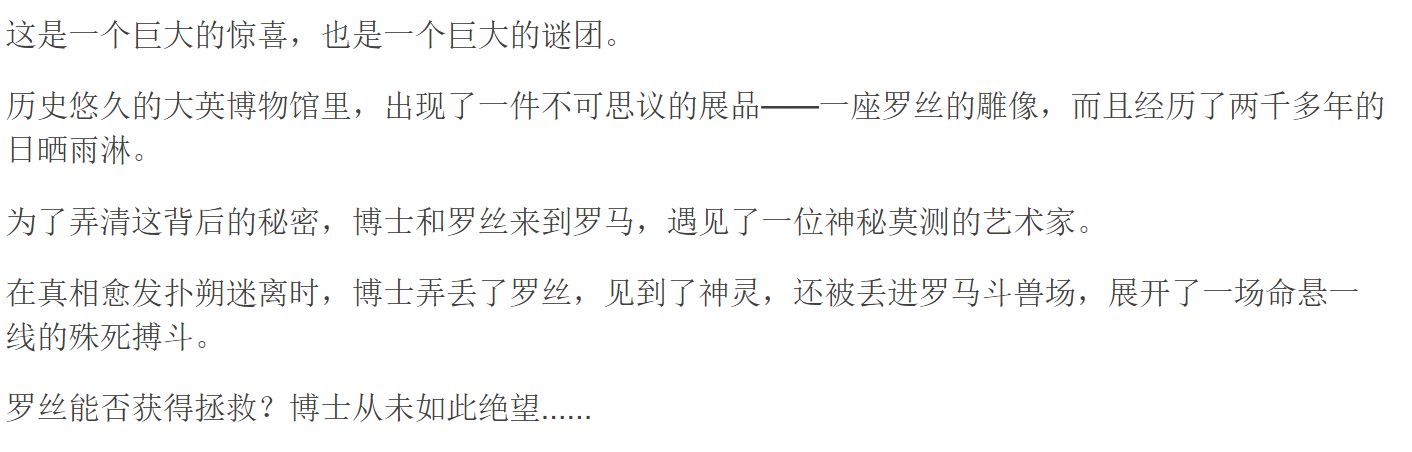 这是一个巨大的惊喜，也是一个巨大的谜团。
历史悠久的大英博物馆里，出现了一件不可思议的展品——一座罗丝的雕像，而且经历了两千多年的
日晒雨淋。
为了弄清这背后的秘密，博士和罗丝来到罗马，遇见了一位神秘莫测的艺术家。
在真相愈发扑朔迷离时，博士弄丢了罗丝，见到了神灵，还被丢进罗马斗兽场，展开了一场命悬一
线的殊死搏斗。
罗丝能否获得拯救？博士从未如此绝望......